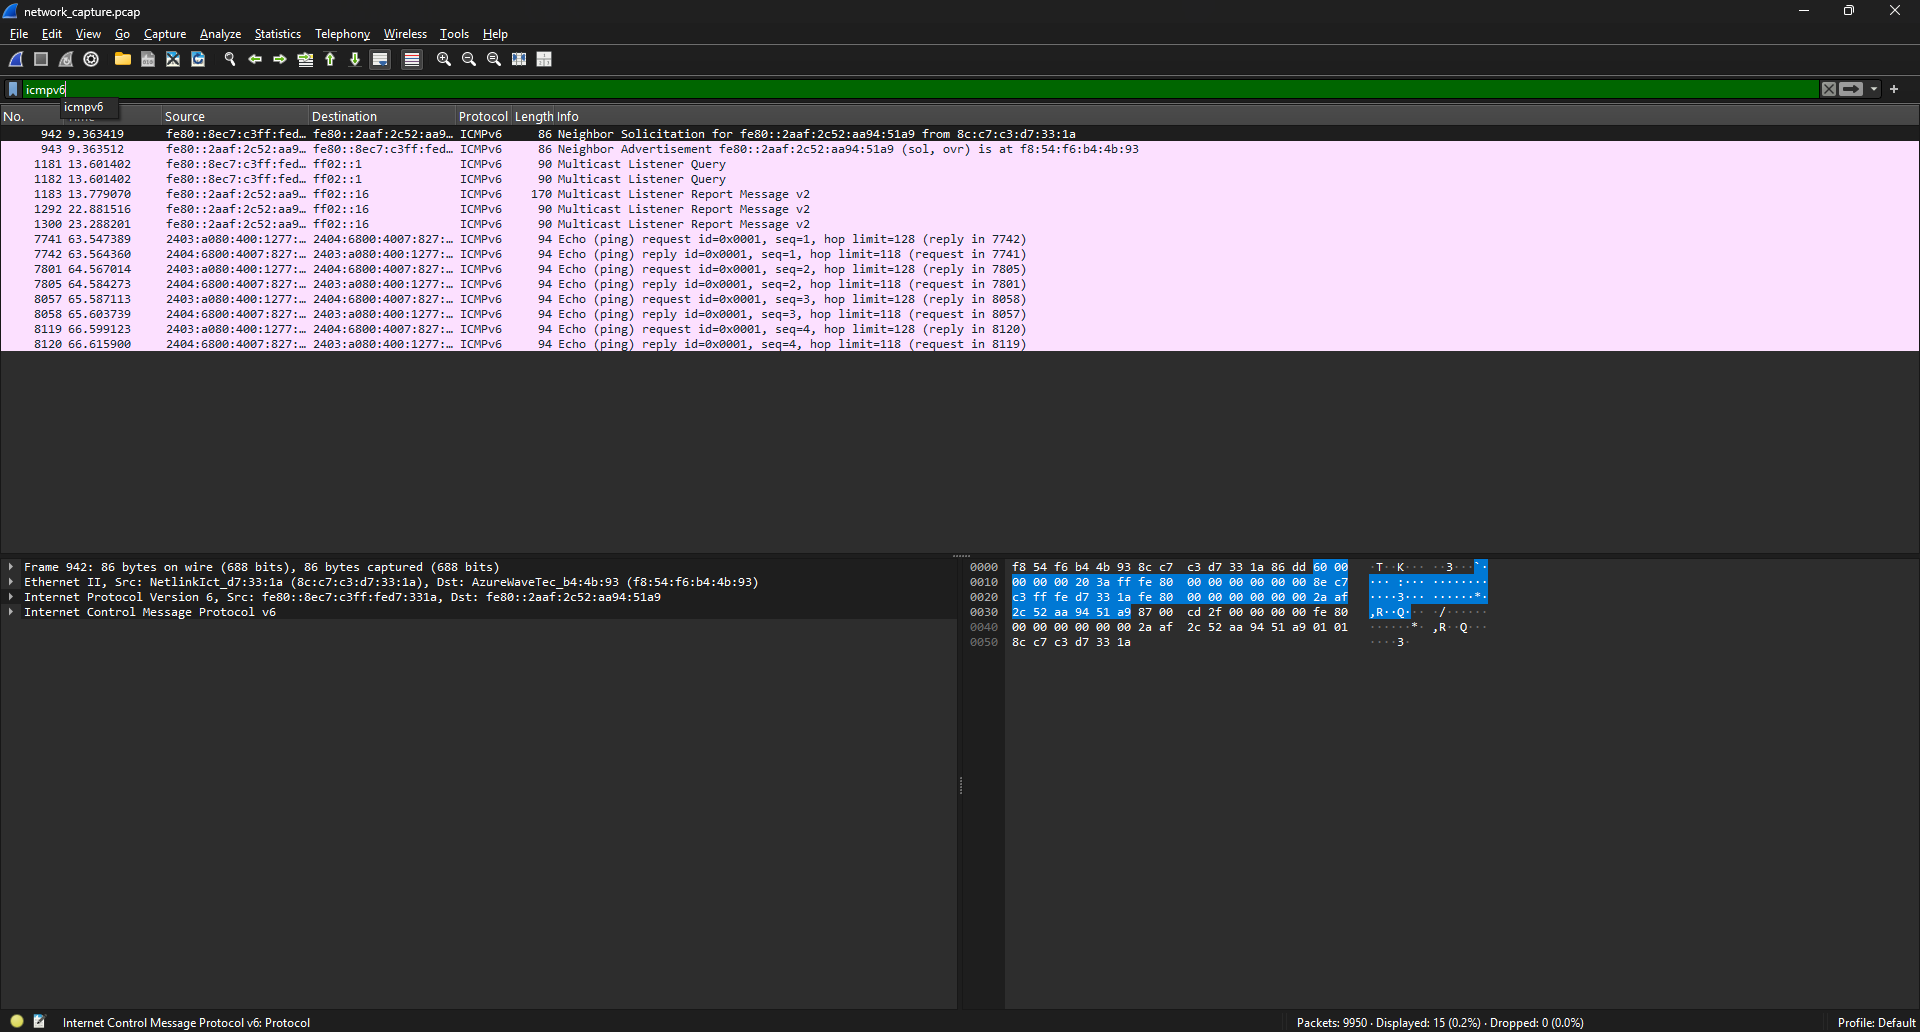 network_capture.pcap
File Edit View Go Capture Analyze Statistics Telephony Wireless Tools Help
icmpv6
icmpv6
No. Source Destination Protocol Length Info
942 9.363419 fe80::8ec7:c3ff:fed… fe80::2aaf:2c52:aa9… ICMPv6 86 Neighbor Solicitation for fe80::2aaf:2c52:aa94:51a9 from 8c:c7:c3:d7:33:1a
943 9.363512 fe80::2aaf:2c52:aa9… fe80::8ec7:c3ff:fed… ICMPv6 86 Neighbor Advertisement fe80::2aaf:2c52:aa94:51a9 (sol, ovr) is at f8:54:f6:b4:4b:93
1181 13.601402 fe80::8ec7:c3ff:fed… ff02::1 ICMPv6 90 Multicast Listener Query
1182 13.601402 fe80::8ec7:c3ff:fed… ff02::1 ICMPv6 90 Multicast Listener Query
1183 13.779070 fe80::2aaf:2c52:aa9… ff02::16 ICMPv6 170 Multicast Listener Report Message v2
1292 22.881516 fe80::2aaf:2c52:aa9… ff02::16 ICMPv6 90 Multicast Listener Report Message v2
1300 23.288201 fe80::2aaf:2c52:aa9… ff02::16 ICMPv6 90 Multicast Listener Report Message v2
7741 63.547389 2403:a080:400:1277:… 2404:6800:4007:827:… ICMPv6 94 Echo (ping) request id=0x0001, seq=1, hop limit=128 (reply in 7742)
7742 63.564360 2404:6800:4007:827:… 2403:a080:400:1277:… ICMPv6 94 Echo (ping) reply id=0x0001, seq=1, hop limit=118 (request in 7741)
7801 64.567014 2403:a080:400:1277:… 2404:6800:4007:827:… ICMPv6 94 Echo (ping) request id=0x0001, seq=2, hop limit=128 (reply in 7805)
7805 64.584273 2404:6800:4007:827:… 2403:a080:400:1277:… ICMPv6 94 Echo (ping) reply id=0x0001, seq=2, hop limit=118 (request in 7801)
8057 65.587113 2403:a080:400:1277:… 2404:6800:4007:827:… ICMPv6 94 Echo (ping) request id=0x0001, seq=3, hop limit=128 (reply in 8058)
8058 65.603739 2404:6800:4007:827:… 2403:a080:400:1277:… ICMPv6 94 Echo (ping) reply id=0x0001, seq=3, hop limit=118 (request in 8057)
8119 66.599123 2403:a080:400:1277:… 2404:6800:4007:827:… ICMPv6 94 Echo (ping) request id=0x0001, seq=4, hop limit=128 (reply in 8120)
8120 66.615900 2404:6800:4007:827:… 2403:a080:400:1277:… ICMPv6 94 Echo (ping) reply id=0x0001, seq=4, hop limit=118 (request in 8119)
Frame 942: 86 bytes on wire (688 bits), 86 bytes captured (688 bits)
Ethernet II, Src: NetlinkIct_d7:33:1a (8c:c7:c3:d7:33:1a), Dst: AzureWaveTec_b4:4b:93 (f8:54:f6:b4:4b:93)
Internet Protocol Version 6, Src: fe80::8ec7:c3ff:fed7:331a, Dst: fe80::2aaf:2c52:aa94:51a9
Internet Control Message Protocol v6
0000 f8 54 f6 b4 4b 93 8c c7 c3 d7 33 1a 86 dd 60 00 ·T··K··· ··3···`·
0010 00 00 00 20 3a ff fe 80 00 00 00 00 00 00 8e c7 ··· :··· ········
0020 c3 ff fe d7 33 1a fe 80 00 00 00 00 00 00 2a af ····3··· ······*·
0030 2c 52 aa 94 51 a9 87 00 cd 2f 00 00 00 00 fe 80 ,R··Q··· ·/······
0040 00 00 00 00 00 00 2a af 2c 52 aa 94 51 a9 01 01 ······*· ,R··Q···
0050 8c c7 c3 d7 33 1a ····3·
Internet Control Message Protocol v6: Protocol
Packets: 9950 · Displayed: 15 (0.2%) · Dropped: 0 (0.0%)
Profile: Default